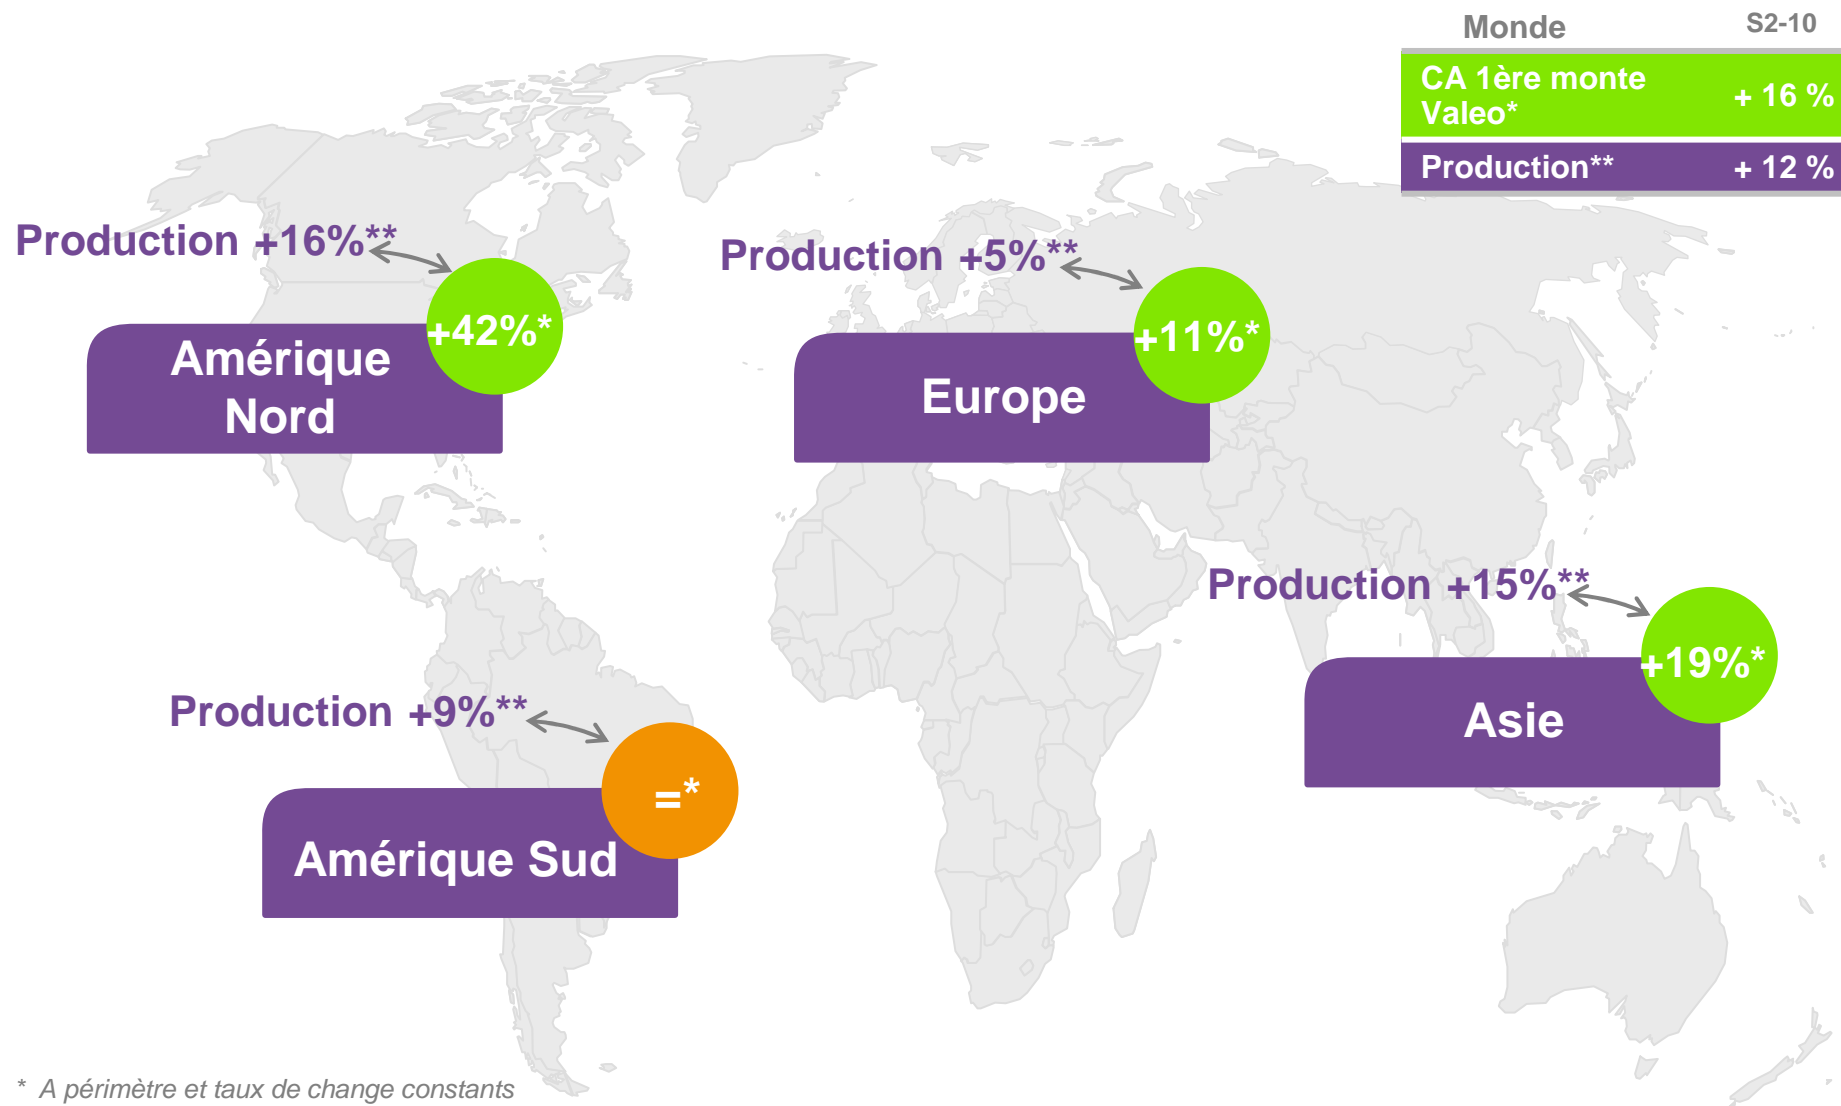 Monde S2-10
CA 1ère monte
Valeo* + 16 %
Production** + 12 %
Production +16%**
+42%*
Amérique
Nord
Production +5%**
+11%*
Europe
Production +15%**
+19%*
Asie
Production +9%**
=*
Amérique Sud
* A périmètre et taux de change constants